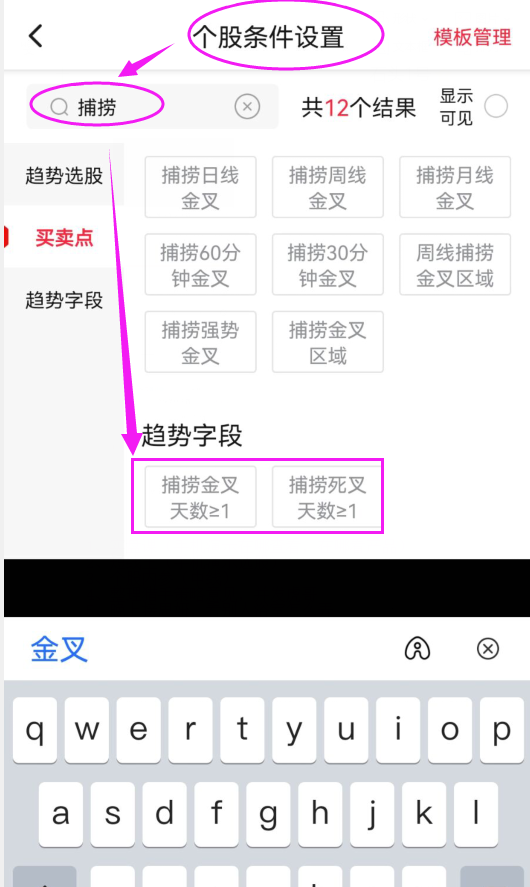 个股条件设置
模板管理
捕捞
共12个结果
显示
可见
趋势选股
买卖点
趋势字段
捕捞日线
金叉
捕捞周线
金叉
捕捞月线
金叉
捕捞60分
钟金叉
捕捞30分
钟金叉
周线捕捞
金叉区域
捕捞强势
金叉
捕捞金叉
区域
趋势字段
捕捞金叉
天数≥1
捕捞死叉
天数≥1
金叉
q w e r t y u i o p
a s d f g h j k l